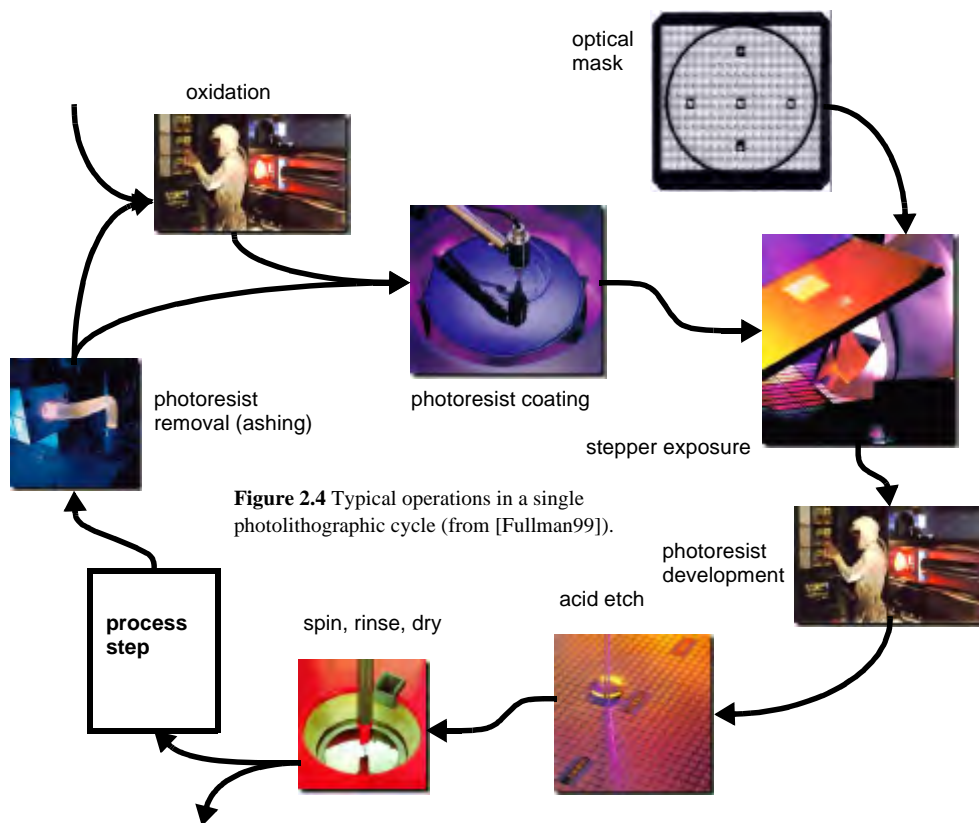 optical
mask
oxidation
photoresist
removal (ashing)
photoresist coating
stepper exposure
Figure 2.4 Typical operations in a single
photolithographic cycle (from [Fullman99]).
photoresist
development
acid etch
spin, rinse, dry
process
step